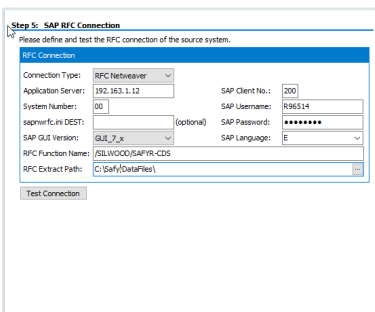 Step 5: SAP RFC Connection
Please define and test the RFC connection of the source system.
RFC Connection
Connection Type: RFC Netweaver
Application Server: 192.163.1.12 SAP Client No.: 200
System Number: 00 SAP Username: R96514
sapnwrfc.ini DEST: (optional) SAP Password: ●●●●●●●●
SAP GUI Version: GUI_7_x SAP Language: E
RFC Function Name: /SILWOOD/SAFYR-CDS
RFC Extract Path: C:\Safyr\DataFiles\ ...
Test Connection